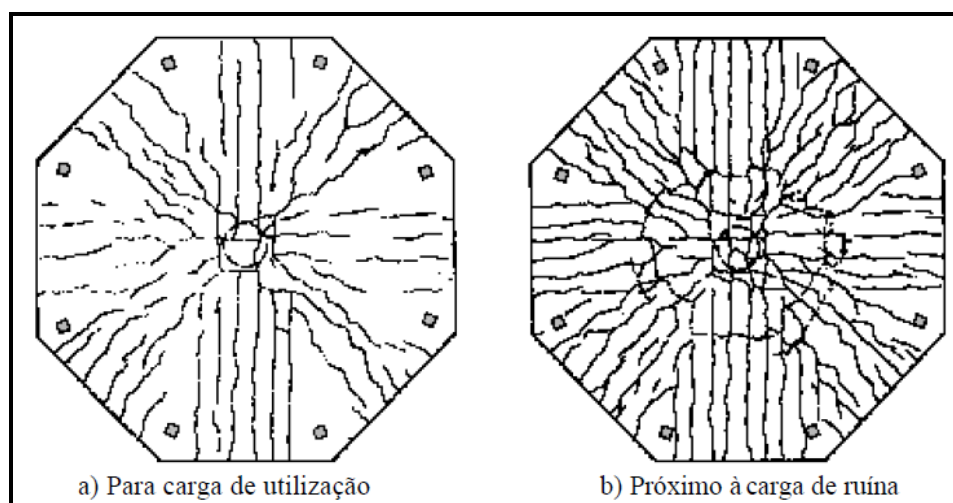 a) Para carga de utilização
b) Próximo à carga de ruína